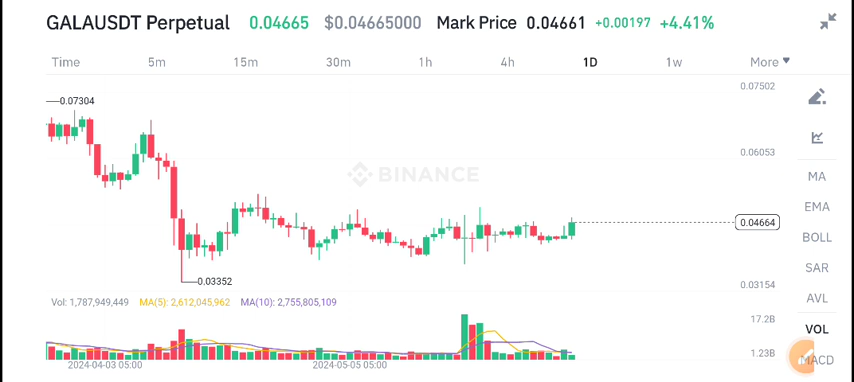 GALAUSDT Perpetual 0.04665 $0.04665000 Mark Price 0.04661 +0.00197 +4.41%
Time 5m 15m 30m 1h 4h 1D 1w More
0.07502
0.07304
MA
0.06053
BINANCE
EMA
0.04664
BOLL
SAR
0.03352
0.03154
AVL
Vol: 1,787,949,449 MA(5): 2,612,045,962 MA(10): 2,755,805,109
17.2B
VOL
1.23B
MACD
2024-04-03 05:00 2024-05-05 05:00